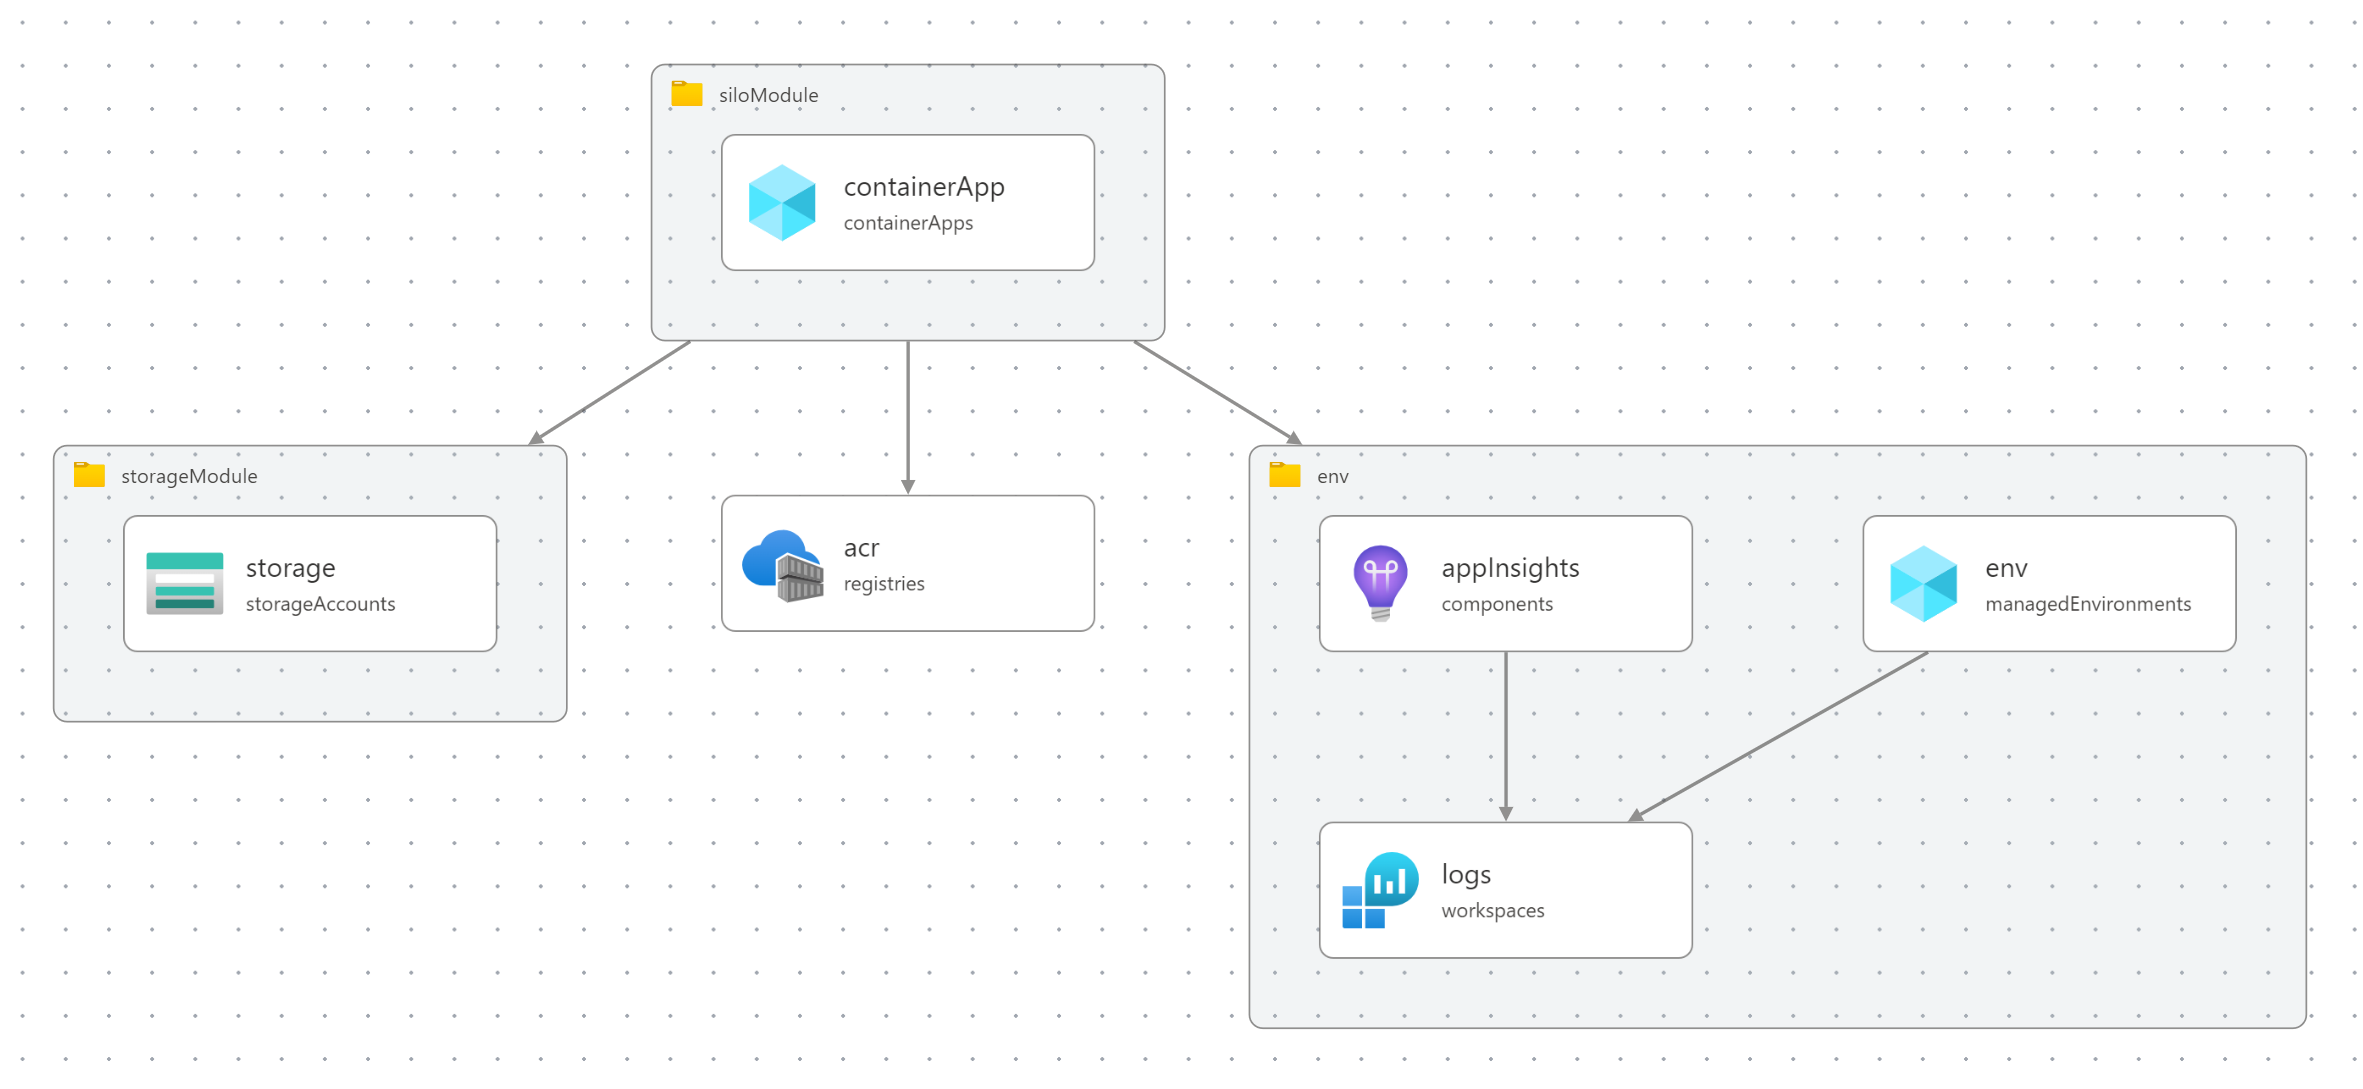 siloModule
containerApp
containerApps
storageModule
storage
storageAccounts
acr
registries
env
appInsights
components
env
managedEnvironments
logs
workspaces